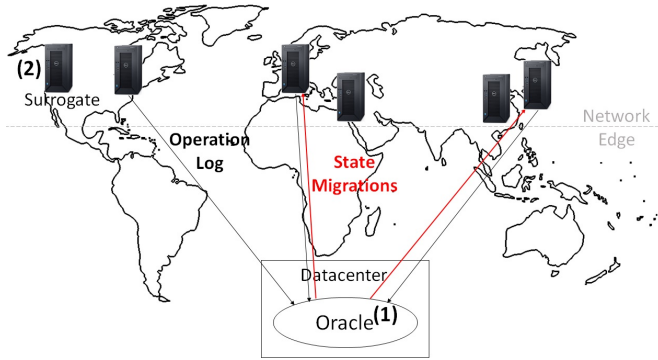 (2)
Surrogate
Network
Edge
Operation
Log
State
Migrations
Datacenter
Oracle (1)